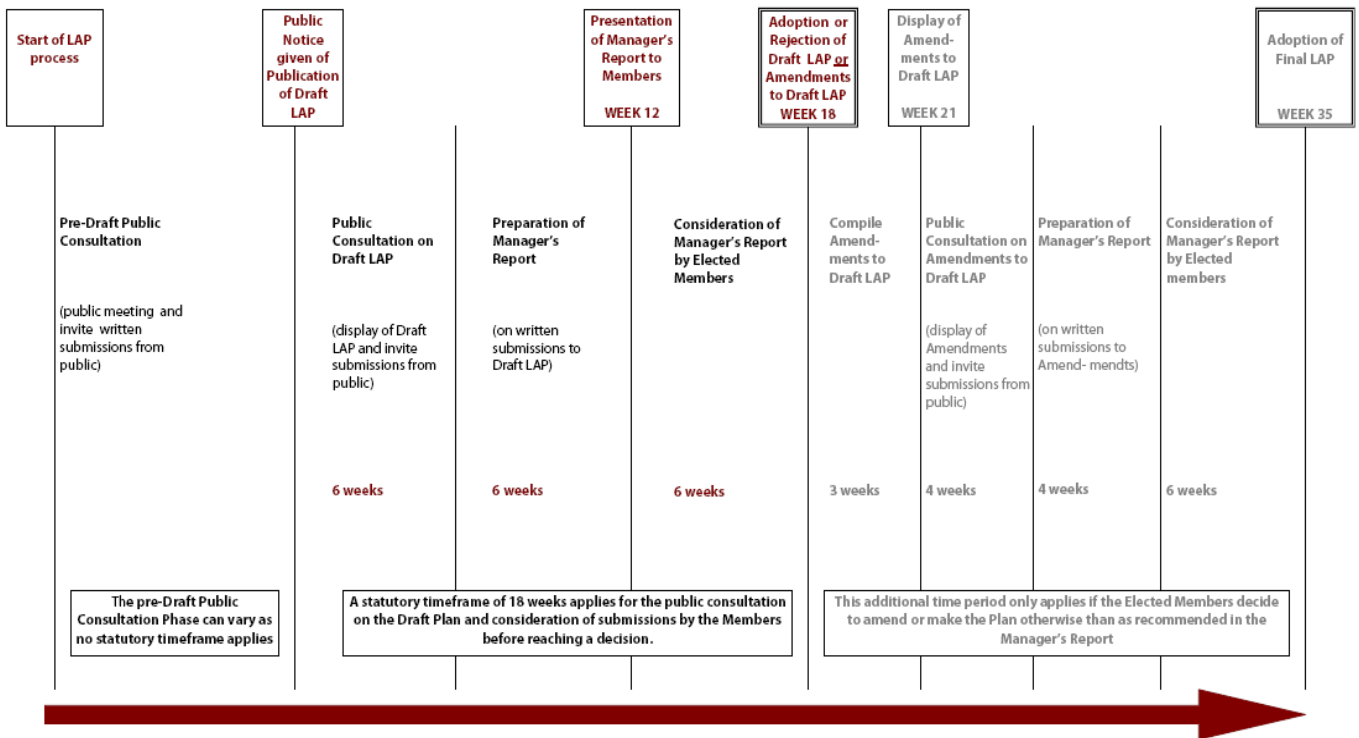 Start of LAP
process
Public
Notice
given of
Publication
of Draft
LAP
Presentation
of Manager's
Report to
Members
WEEK 12
Adoption or
Rejection of
Draft LAP or
Amendments
to Draft LAP
WEEK 18
Display of
Amend-
ments to
Draft LAP
WEEK 21
Adoption of
Final LAP
WEEK 35
Pre-Draft Public
Consultation
(public meeting and
invite written
submissions from
public)
Public
Consultation on
Draft LAP
(display of Draft
LAP and invite
submissions from
public)
Preparation of
Manager's
Report
(on written
submissions to
Draft LAP)
Consideration of
Manager's Report
by Elected
Members
Compile
Amend-
ments to
Draft LAP
Public
Consultation on
Amendments to
Draft LAP
(display of
Amendments
and invite
submissions from
public)
Preparation of
Manager's Report
(on written
submissions to
Amend- mendts)
Consideration of
Manager's Report
by Elected
members
6 weeks
6 weeks
6 weeks
3 weeks
4 weeks
4 weeks
6 weeks
The pre-Draft Public
Consultation Phase can vary as
no statutory timeframe applies
A statutory timeframe of 18 weeks applies for the public consultation
on the Draft Plan and consideration of submissions by the Members
before reaching a decision.
This additional time period only applies if the Elected Members decide
to amend or make the Plan otherwise than as recommended in the
Manager's Report